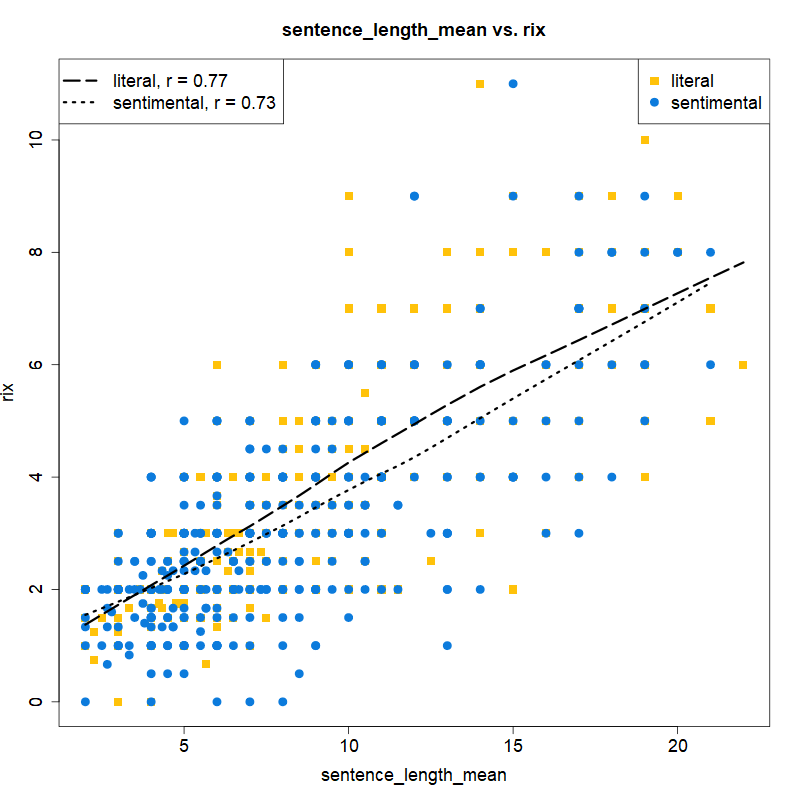 sentence_length_mean vs. rix
literal, r = 0.77
sentimental, r = 0.73
literal
sentimental
rix
10
8
6
4
2
0
5 10 15 20
sentence_length_mean